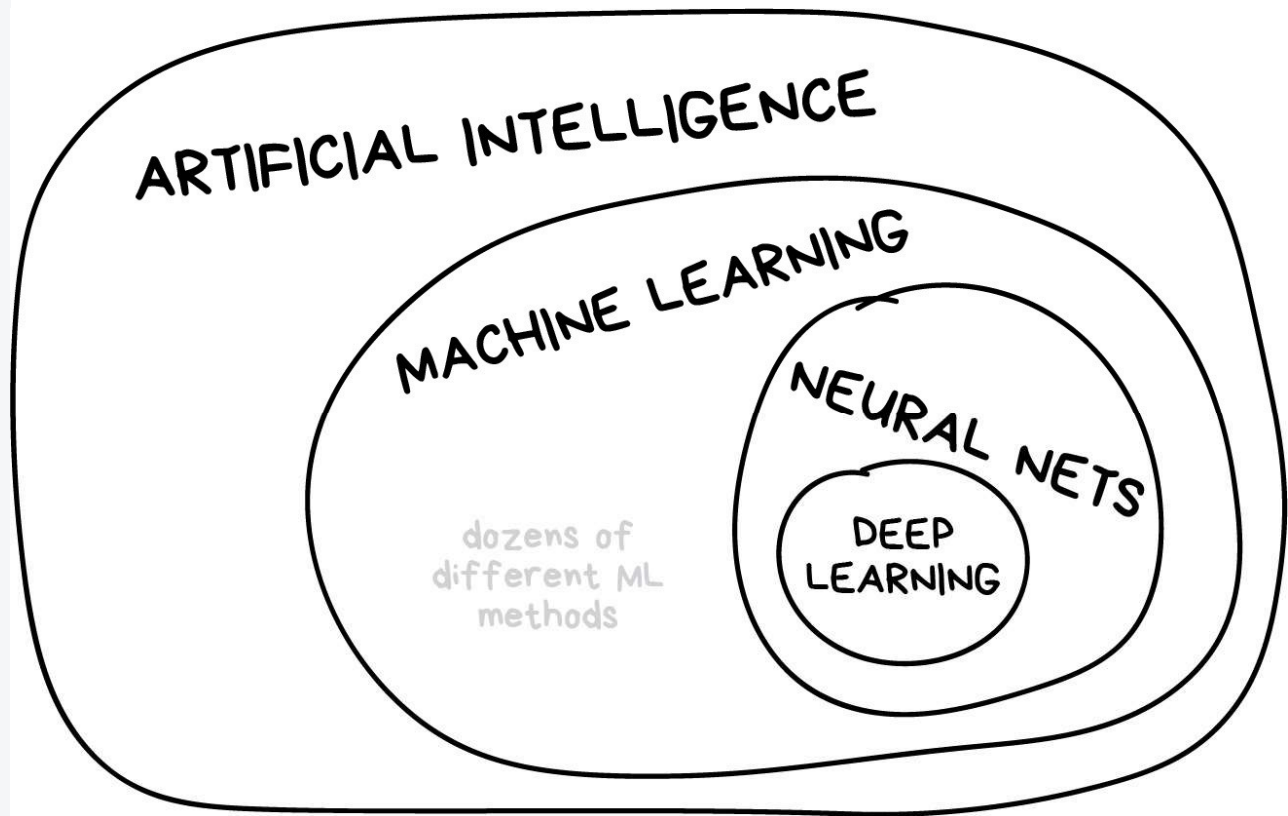 ARTIFICIAL INTELLIGENCE
MACHINE LEARNING
NEURAL NETS
DEEP
LEARNING
dozens of
different ML
methods